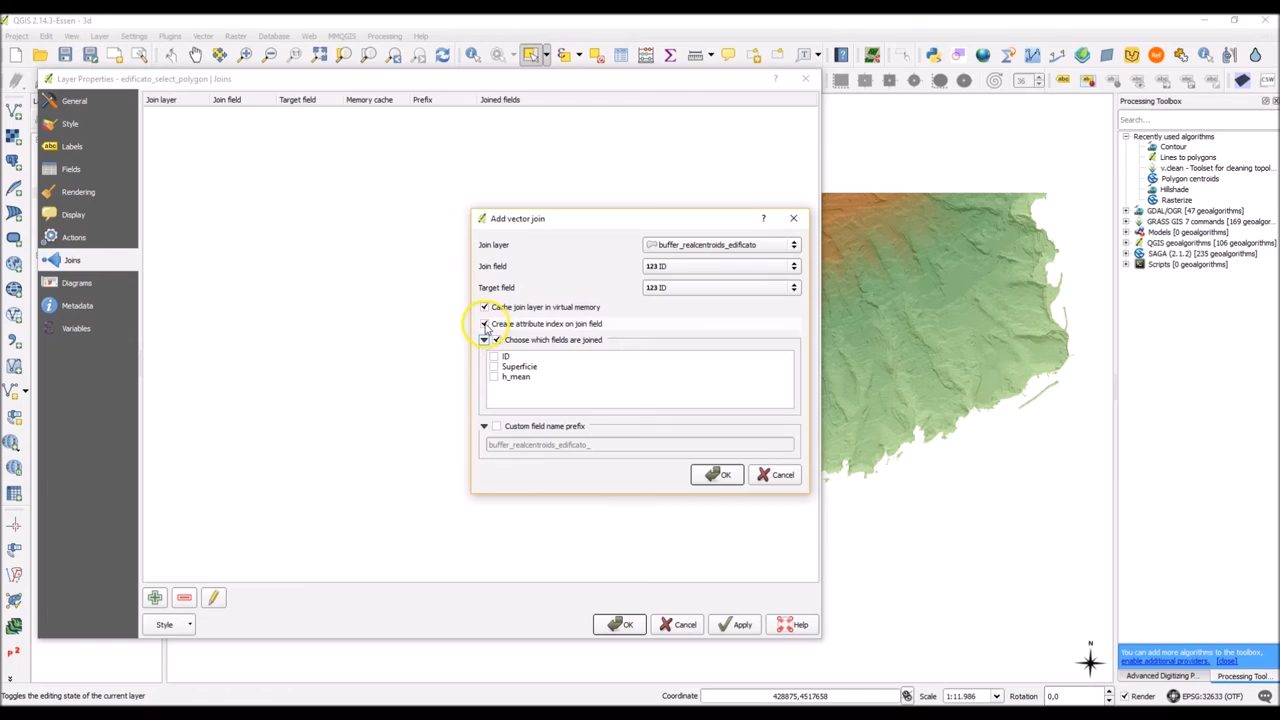 QGIS 2.14.3-Essen - 3d
Project Edit View Layer Settings Plugins Vector Raster Database Web MMQGIS Processing Help
36
abc
CSW
Layer Properties - edificato_select_polygon | Joins
General
Style
Labels
Fields
Rendering
Display
Actions
Joins
Diagrams
Metadata
Variables
Join layer Join field Target field Memory cache Prefix Joined fields
Add vector join
Join layer buffer_realcentroids_edificato
Join field 123 ID
Target field 123 ID
Cache join layer in virtual memory
Create attribute index on join field
Choose which fields are joined
ID
Superficie
h_mean
Custom field name prefix
buffer_realcentroids_edificato_
OK Cancel
Style OK Cancel Apply Help
Processing Toolbox
Search...
Recently used algorithms
Contour
Lines to polygons
v.clean - Toolset for cleaning topol...
Polygon centroids
Hillshade
Rasterize
GDAL/OGR [47 geoalgorithms]
GRASS GIS 7 commands [169 geoalg...
Models [0 geoalgorithms]
QGIS geoalgorithms [106 geoalgorithms]
SAGA (2.1.2) [235 geoalgorithms]
Scripts [0 geoalgorithms]
N
You can add more algorithms to the toolbox,
enable additional providers. [close]
Advanced Digitizing P... Processing Tool...
Toggles the editing state of the current layer Coordinate 428875,4517658 Scale 1:11.986 Rotation 0,0 Render EPSG:32633 (OTF)